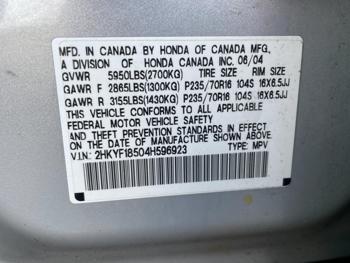 MFD. IN CANADA BY HONDA OF CANADA MFG.,
A DIVISION OF HONDA CANADA INC. 06/04
GVWR 5950LBS(2700KG) TIRE SIZE RIM SIZE
GAWR F 2865LBS(1300KG) P235/70R16 104S 16X6.5JJ
GAWR R 3155LBS(1430KG) P235/70R16 104S 16X6.5JJ
THIS VEHICLE CONFORMS TO ALL APPLICABLE
FEDERAL MOTOR VEHICLE SAFETY STANDARDS IN
EFFECT ON THE DATE OF MANUFACTURE SHOWN ABOVE.
V.I.N: 2HKYF18504H596923 TYPE: MPV